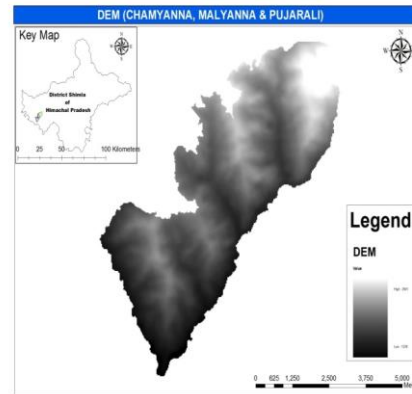 DEM (CHAMYANNA, MALYANNA & PUJARALI)
Key Map
N
W
E
S
District Shimla
of
Himachal Pradesh
0 25 50 100 Kilometers
N
W
E
S
Legend
DEM
Value
0 625 1,250 2,500 3,750 5,000